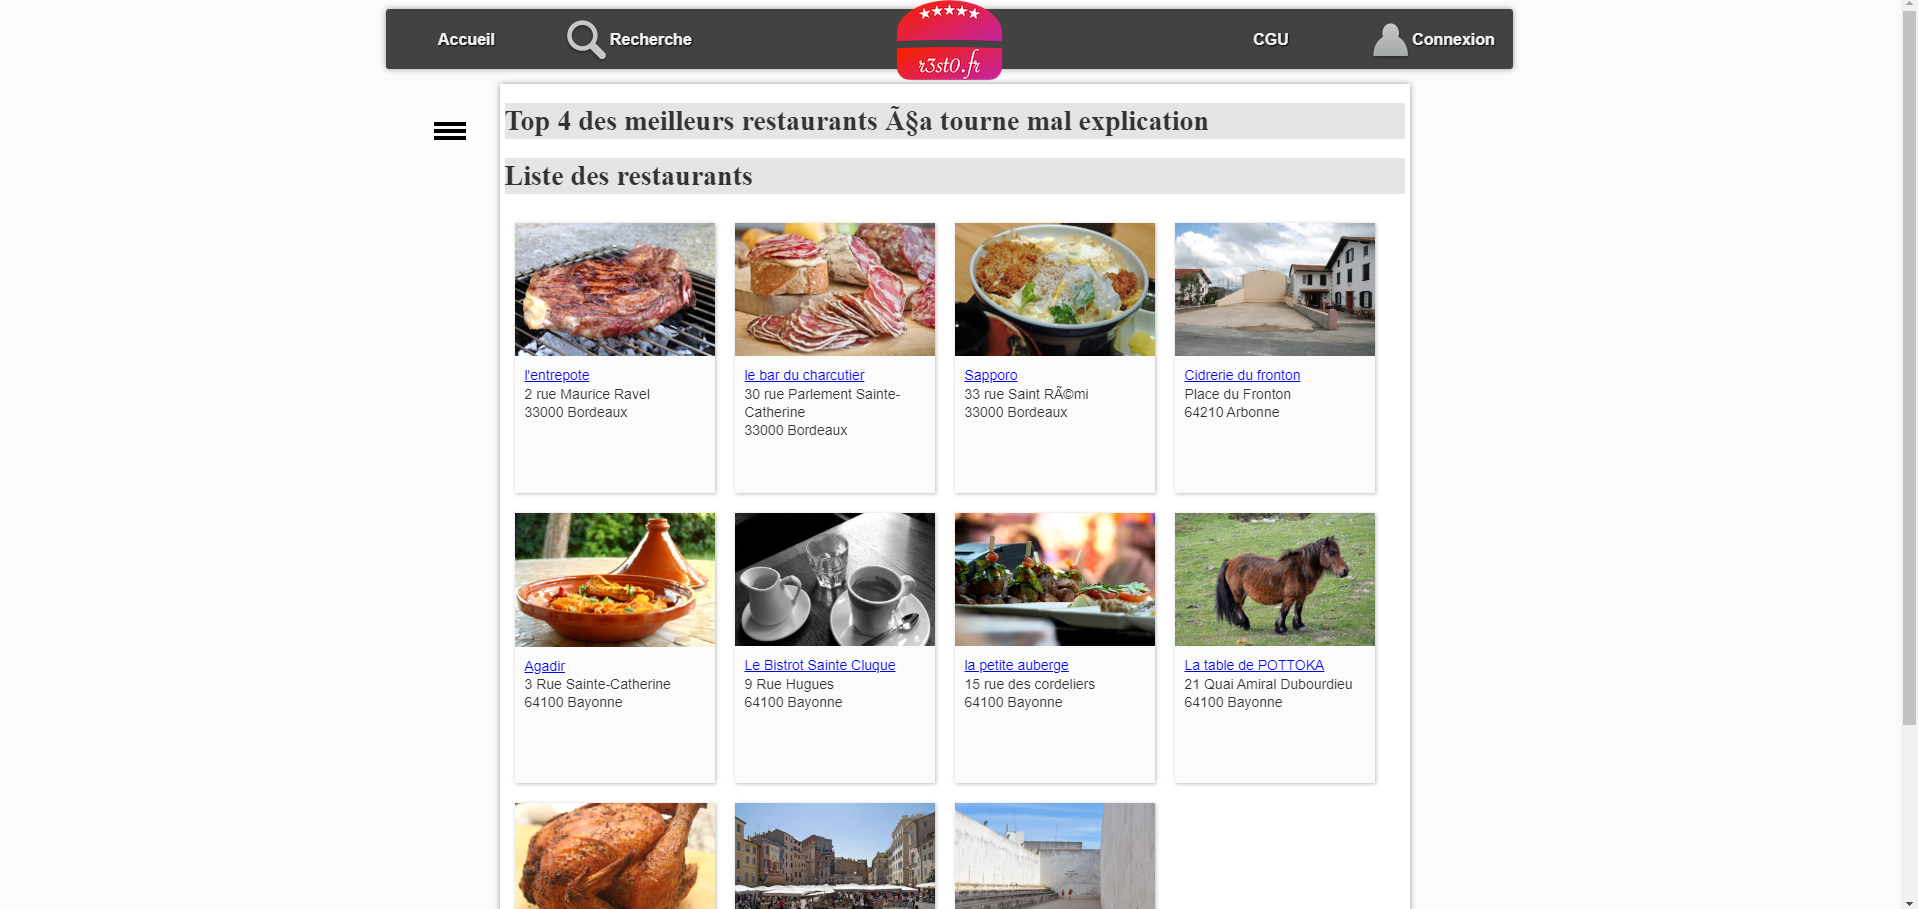 Accueil
Recherche
r3st0.fr
CGU
Connexion
Top 4 des meilleurs restaurants Ã§a tourne mal explication
Liste des restaurants
l'entrepote
2 rue Maurice Ravel
33000 Bordeaux
le bar du charcutier
30 rue Parlement Sainte-
Catherine
33000 Bordeaux
Sapporo
33 rue Saint RÃ©mi
33000 Bordeaux
Cidrerie du fronton
Place du Fronton
64210 Arbonne
Agadir
3 Rue Sainte-Catherine
64100 Bayonne
Le Bistrot Sainte Cluque
9 Rue Hugues
64100 Bayonne
la petite auberge
15 rue des cordeliers
64100 Bayonne
La table de POTTOKA
21 Quai Amiral Dubourdieu
64100 Bayonne